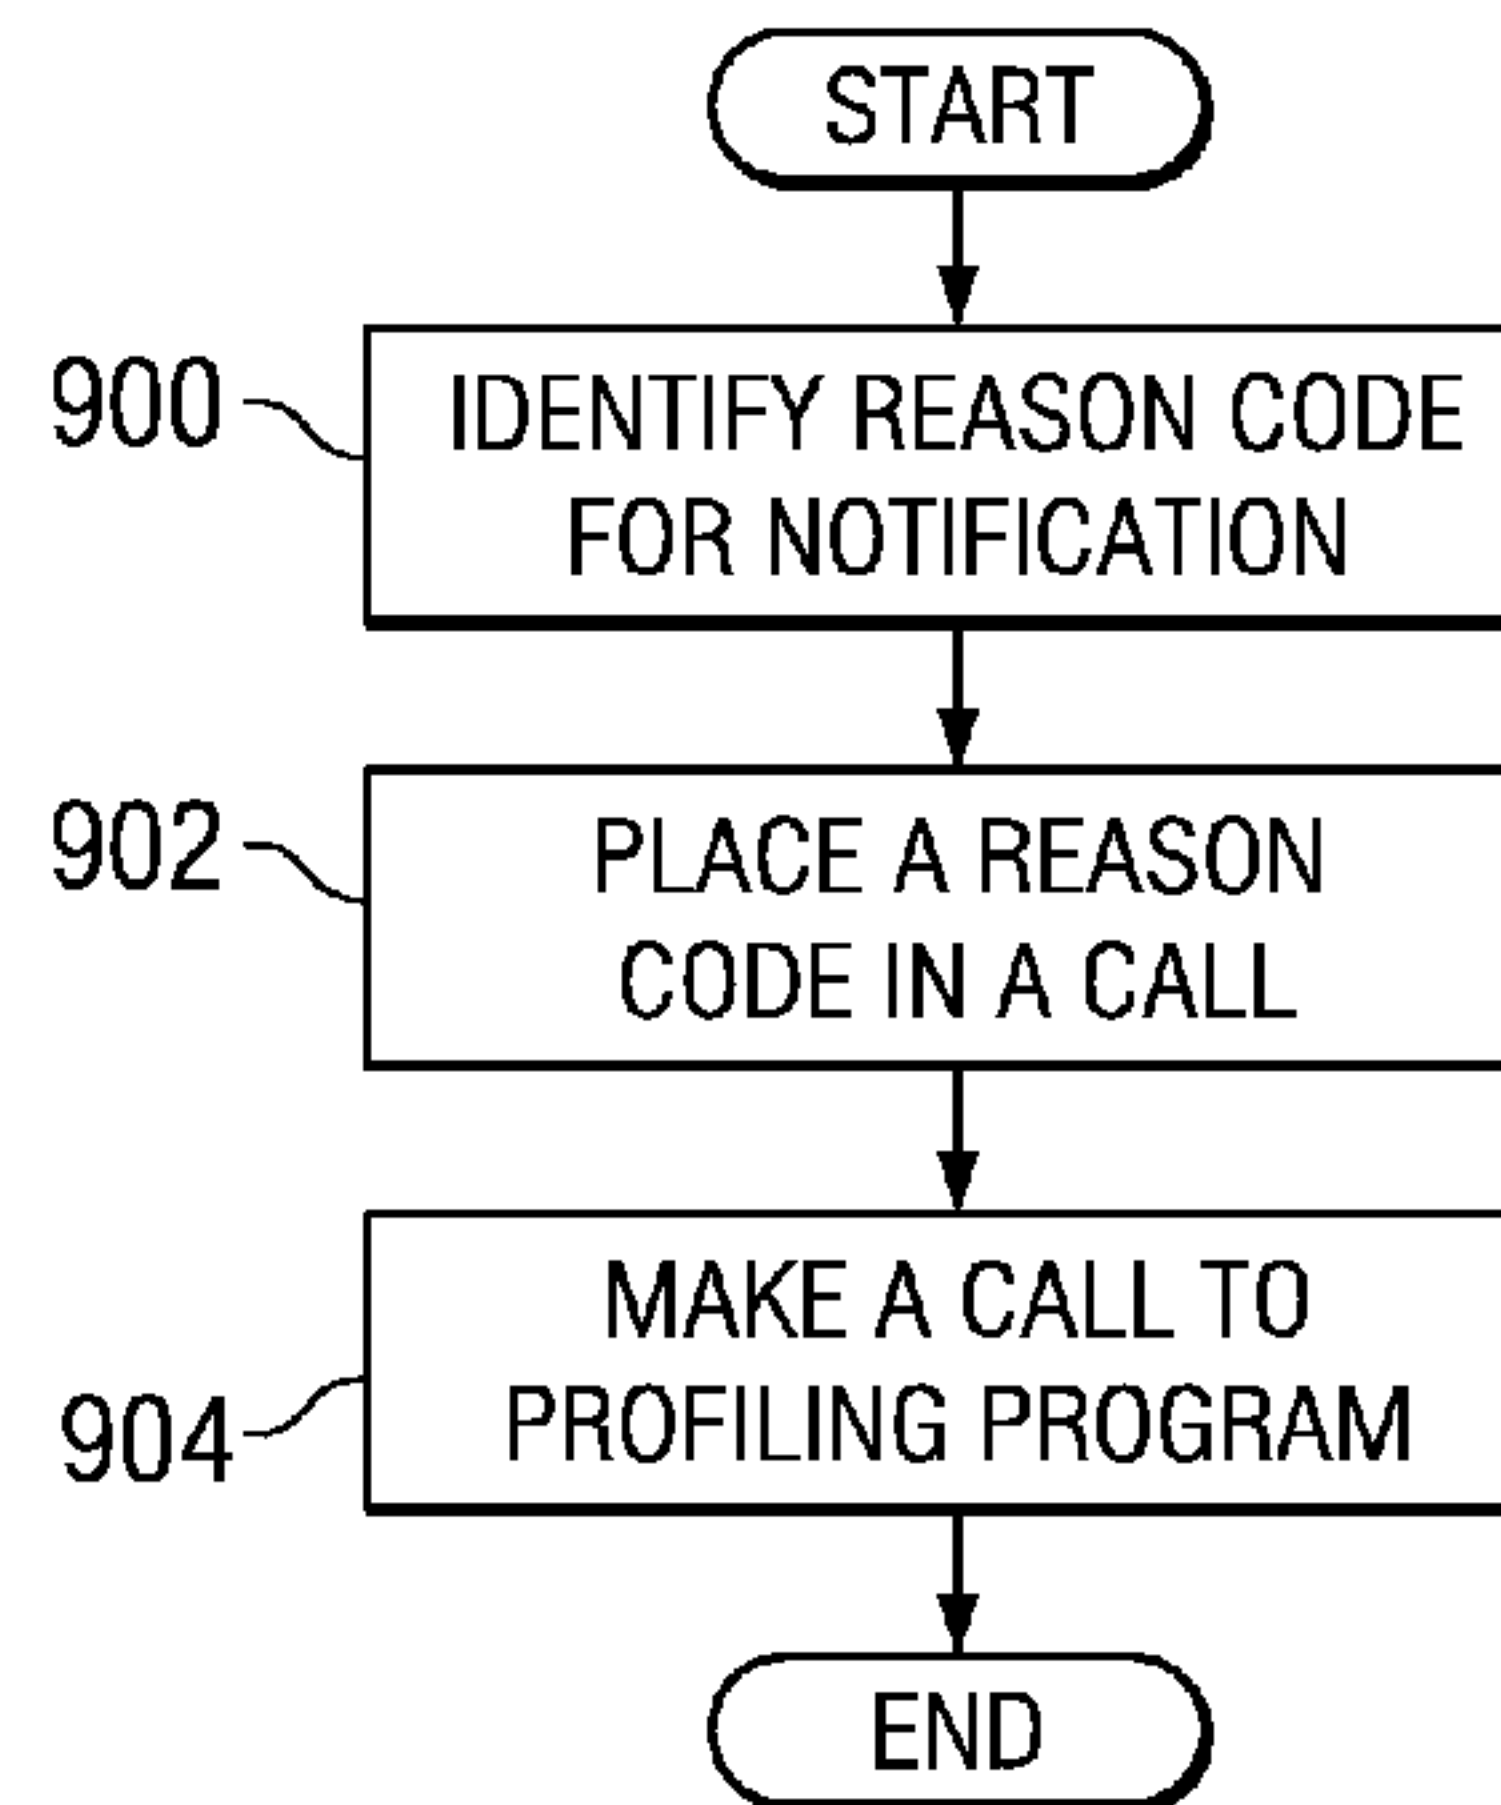 START
900
IDENTIFY REASON CODE
FOR NOTIFICATION
902
PLACE A REASON
CODE IN A CALL
904
MAKE A CALL TO
PROFILING PROGRAM
END